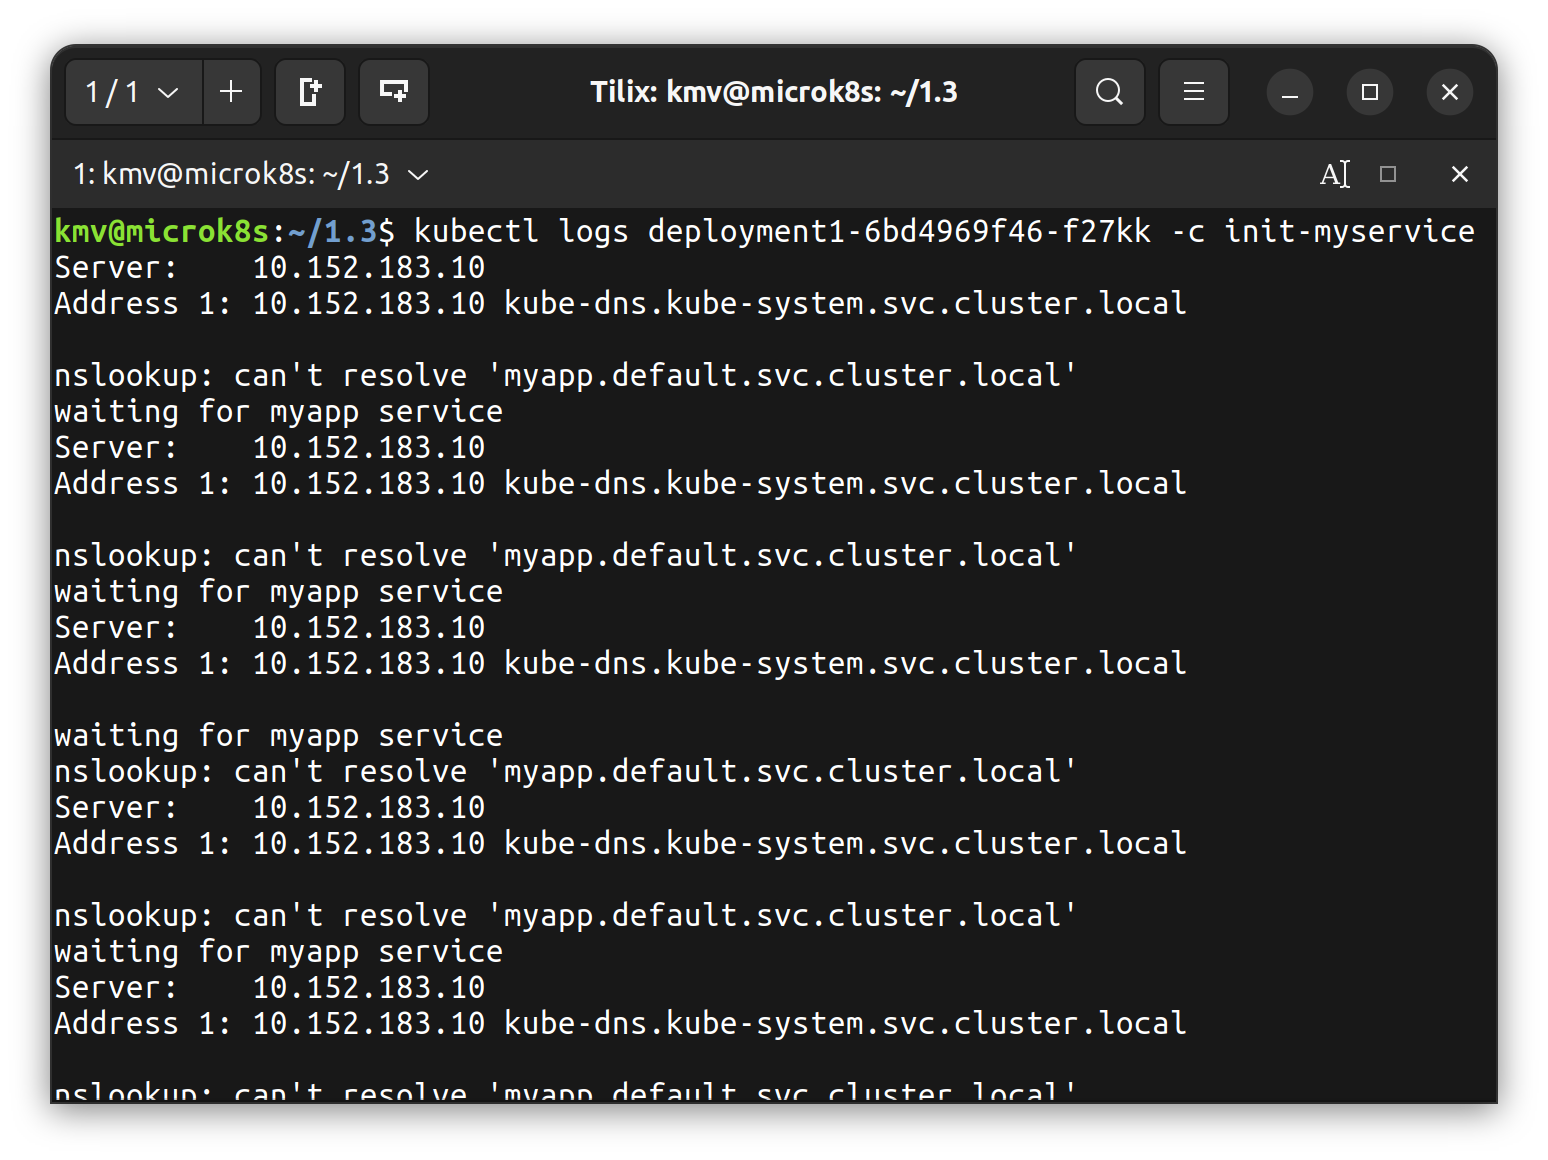 1 / 1
Tilix: kmv@microk8s: ~/1.3
1: kmv@microk8s: ~/1.3
kmv@microk8s:~/1.3$ kubectl logs deployment1-6bd4969f46-f27kk -c init-myservice
Server:    10.152.183.10
Address 1: 10.152.183.10 kube-dns.kube-system.svc.cluster.local

nslookup: can't resolve 'myapp.default.svc.cluster.local'
waiting for myapp service
Server:    10.152.183.10
Address 1: 10.152.183.10 kube-dns.kube-system.svc.cluster.local

nslookup: can't resolve 'myapp.default.svc.cluster.local'
waiting for myapp service
Server:    10.152.183.10
Address 1: 10.152.183.10 kube-dns.kube-system.svc.cluster.local

waiting for myapp service
nslookup: can't resolve 'myapp.default.svc.cluster.local'
Server:    10.152.183.10
Address 1: 10.152.183.10 kube-dns.kube-system.svc.cluster.local

nslookup: can't resolve 'myapp.default.svc.cluster.local'
waiting for myapp service
Server:    10.152.183.10
Address 1: 10.152.183.10 kube-dns.kube-system.svc.cluster.local

nslookup: can't resolve 'myapp.default.svc.cluster.local'